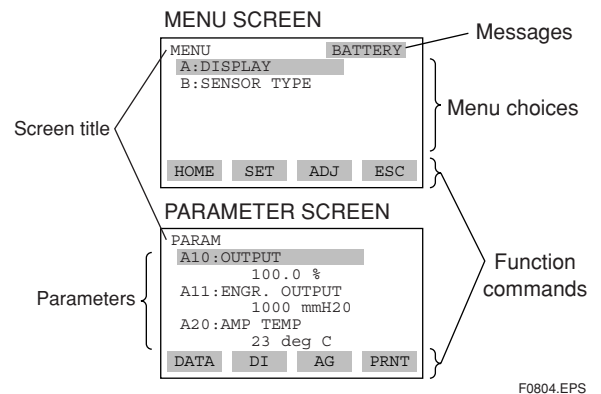 MENU SCREEN
Messages
MENU BATTERY
A:DISPLAY
B:SENSOR TYPE
Menu choices
Screen title
HOME SET ADJ ESC
PARAMETER SCREEN
PARAM
A10:OUTPUT
100.0 %
A11:ENGR. OUTPUT
1000 mmH20
A20:AMP TEMP
23 deg C
Parameters
Function
commands
DATA DI AG PRNT
F0804.EPS